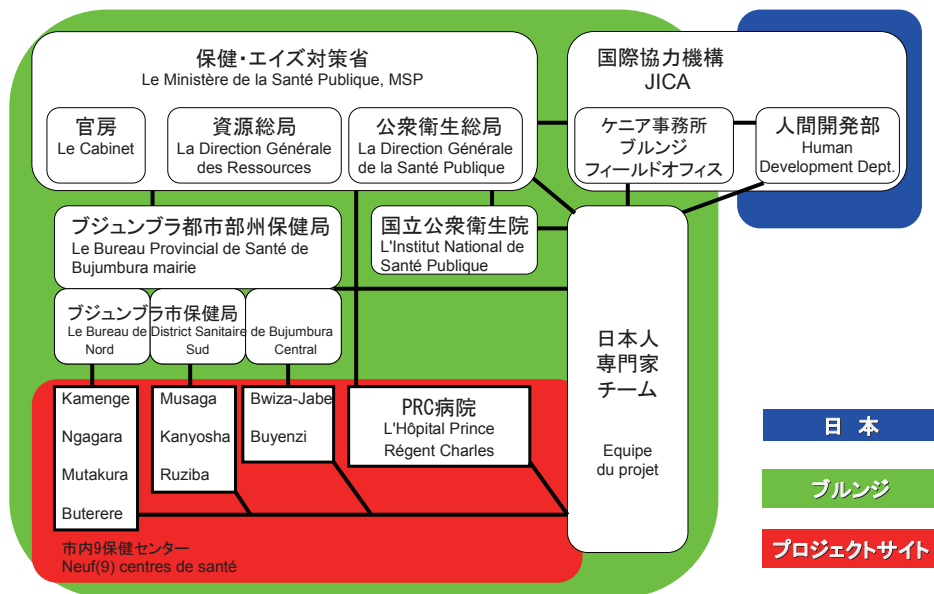 保健・エイズ対策省
Le Ministère de la Santé Publique, MSP
官房
Le Cabinet
資源総局
La Direction Générale
des Ressources
公衆衛生総局
La Direction Générale
de la Santé Publique
国際協力機構
JICA
ケニア事務所
ブルンジ
フィールドオフィス
人間開発部
Human
Development Dept.
ブジュンブラ都市部州保健局
Le Bureau Provincial de Santé de
Bujumbura mairie
国立公衆衛生院
L'Institut National de
Santé Publique
ブジュンブラ市保健局
Le Bureau de District Sanitaire de Bujumbura
Nord
Sud
Central
Kamenge
Ngagara
Mutakura
Buterere
Musaga
Kanyosha
Ruziba
Bwiza-Jabe
Buyenzi
PRC病院
L'Hôpital Prince
Régent Charles
日本人
専門家
チーム
Equipe
du projet
市内9保健センター
Neuf(9) centres de santé
日 本
ブルンジ
プロジェクトサイト